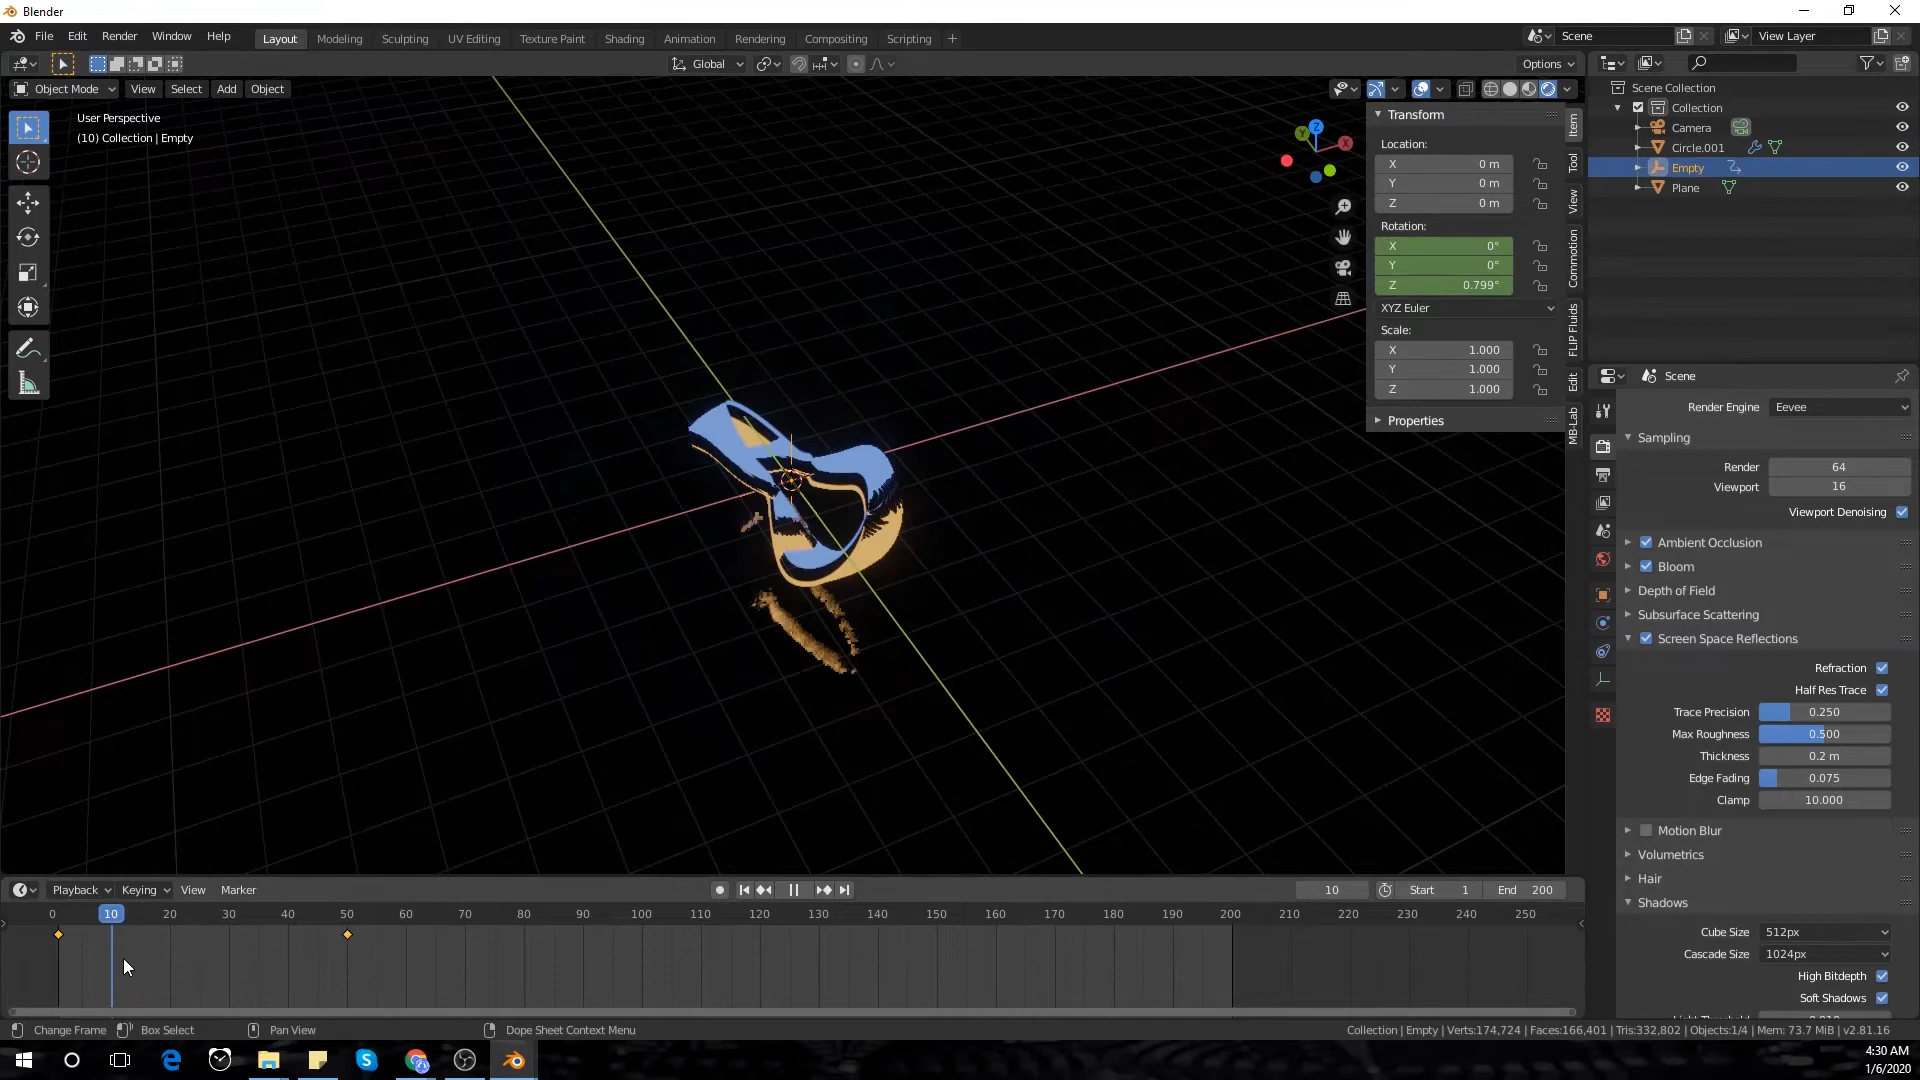 Blender
File Edit Render Window Help Layout Modeling Sculpting UV Editing Texture Paint Shading Animation Rendering Compositing Scripting + Scene View Layer
Global Options
Object Mode View Select Add Object
User Perspective
(10) Collection | Empty
Z
Y
X
Transform
Location:
X 0 m
Y 0 m
Z 0 m
Rotation:
X 0°
Y 0°
Z 0.799°
XYZ Euler
Scale:
X 1.000
Y 1.000
Z 1.000
Properties
Item
Tool
View
Commotion
FLIP Fluids
Edit
MB-Lab
Scene Collection
Collection
Camera
Circle.001
Empty
Plane
Scene
Render Engine Eevee
Sampling
Render 64
Viewport 16
Viewport Denoising
Ambient Occlusion
Bloom
Depth of Field
Subsurface Scattering
Screen Space Reflections
Refraction
Half Res Trace
Trace Precision 0.250
Max Roughness 0.500
Thickness 0.2 m
Edge Fading 0.075
Clamp 10.000
Motion Blur
Volumetrics
Hair
Shadows
Cube Size 512px
Cascade Size 1024px
High Bitdepth
Soft Shadows
Playback Keying View Marker 10 Start 1 End 200
0 10 20 30 40 50 60 70 80 90 100 110 120 130 140 150 160 170 180 190 200 210 220 230 240 250
Change Frame Box Select Pan View Dope Sheet Context Menu Collection | Empty | Verts:174,724 | Faces:166,401 | Tris:332,802 | Objects:1/4 | Mem: 73.7 MiB | v2.81.16
4:30 AM
1/6/2020